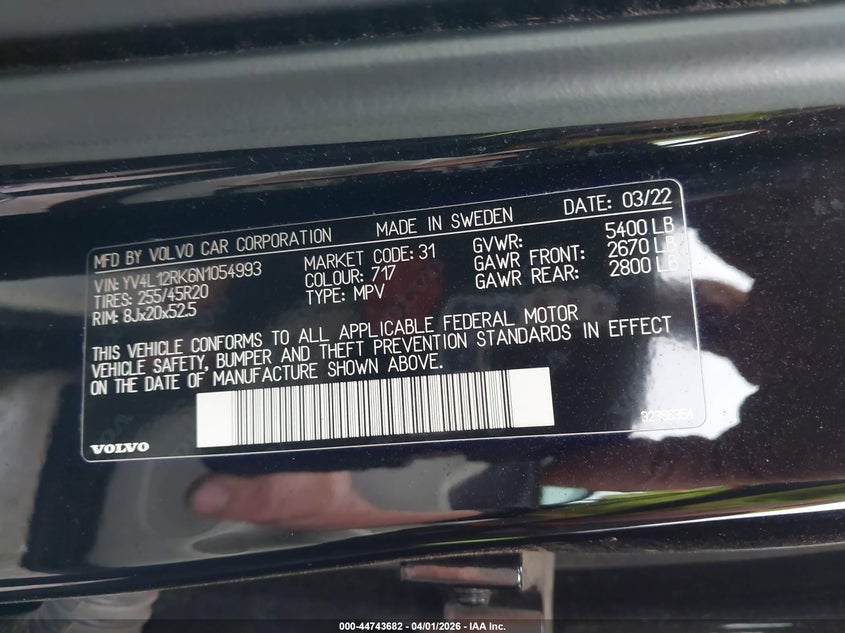 MFD BY VOLVO CAR CORPORATION MADE IN SWEDEN DATE: 03/22
VIN: YV4L12RK6N1054993 MARKET CODE: 31 GVWR: 5400 LB
TIRES: 255/45R20 COLOUR: 717 GAWR FRONT: 2670 LB
RIM: 8Jx20x52.5 TYPE: MPV GAWR REAR: 2800 LB
THIS VEHICLE CONFORMS TO ALL APPLICABLE FEDERAL MOTOR
VEHICLE SAFETY, BUMPER AND THEFT PREVENTION STANDARDS IN EFFECT
ON THE DATE OF MANUFACTURE SHOWN ABOVE.
VOLVO
000-44743682 - 04/01/2026 - IAA Inc.